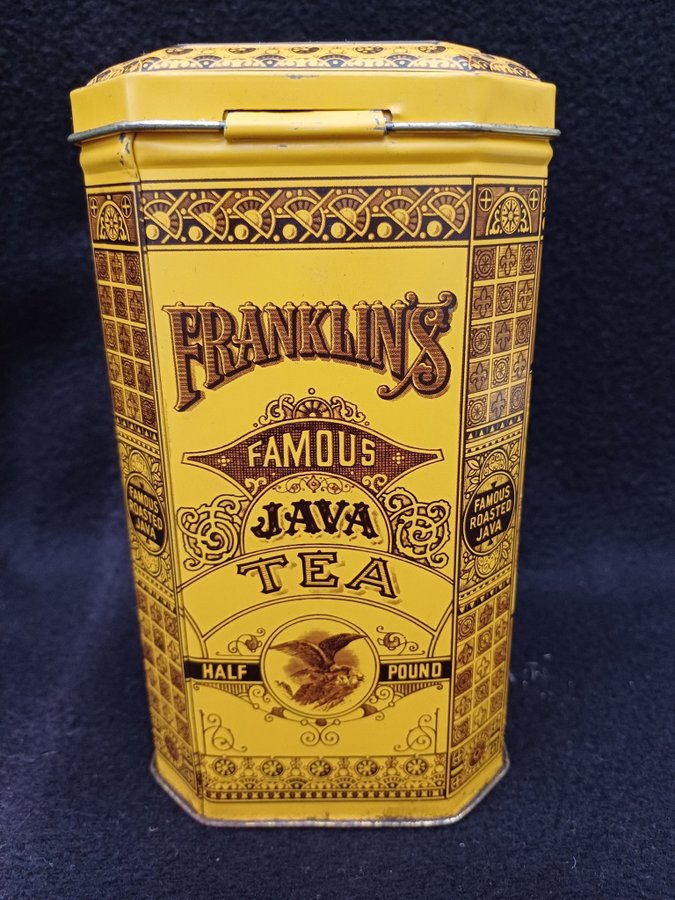 FRANKLIN'S
FAMOUS
JAVA
TEA
HALF POUND
FAMOUS
ROASTED
JAVA
FAMOUS
ROASTED
JAVA